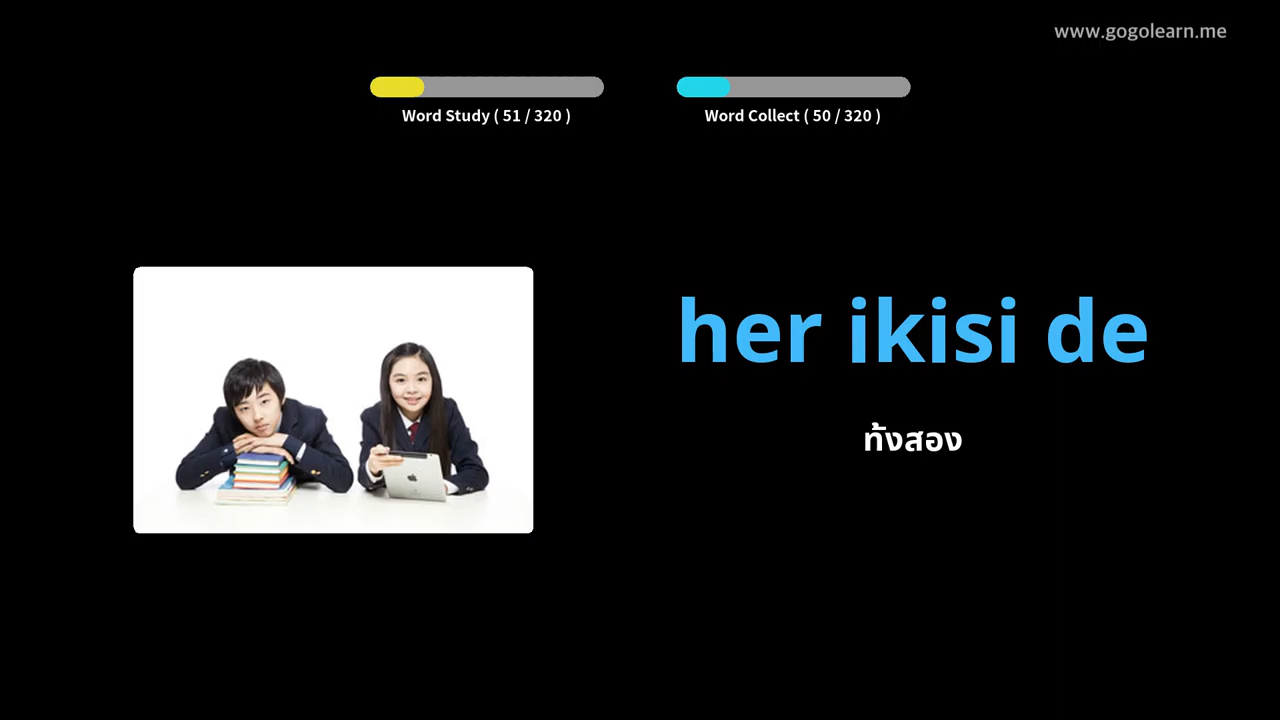 www.gogolearn.me
Word Study ( 51 / 320 )
Word Collect ( 50 / 320 )
her ikisi de
ทั้งสอง